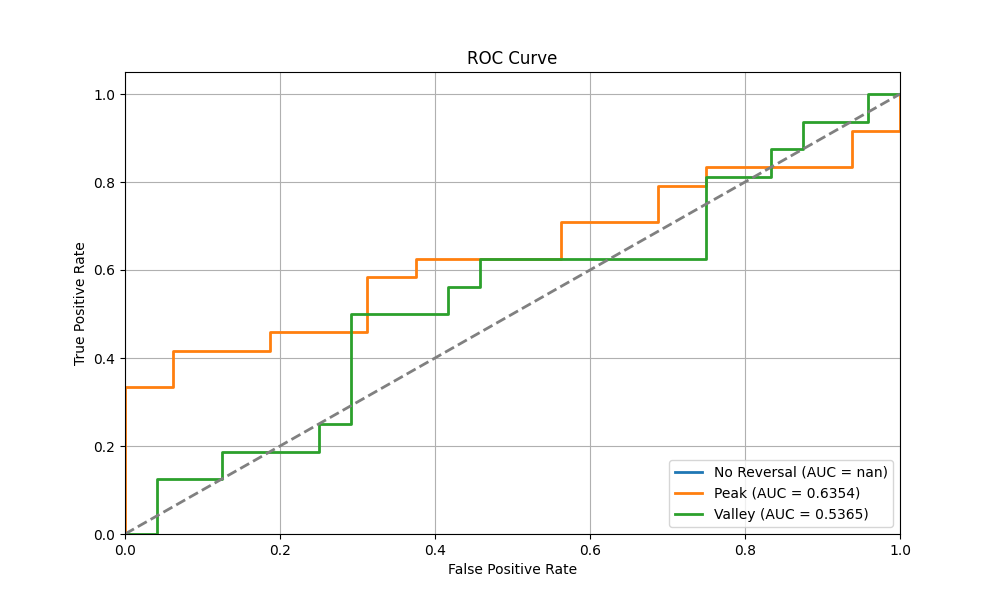 ROC Curve
True Positive Rate
1.0
0.8
0.6
0.4
0.2
0.0
0.0 0.2 0.4 0.6 0.8 1.0
False Positive Rate
No Reversal (AUC = nan)
Peak (AUC = 0.6354)
Valley (AUC = 0.5365)